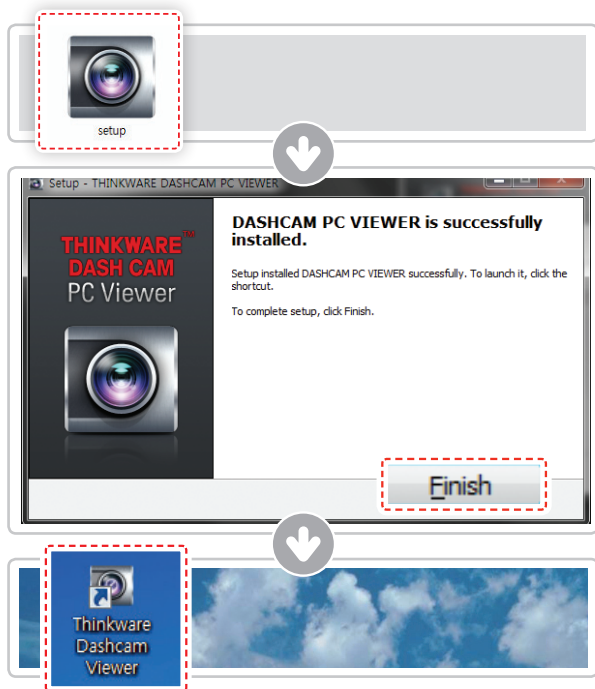 setup
Setup - THINKWARE DASHCAM PC VIEWER
THINKWARE™
DASH CAM
PC Viewer
DASHCAM PC VIEWER is successfully
installed.
Setup installed DASHCAM PC VIEWER successfully. To launch it, click the
shortcut.
To complete setup, click Finish.
Finish
Thinkware
Dashcam
Viewer